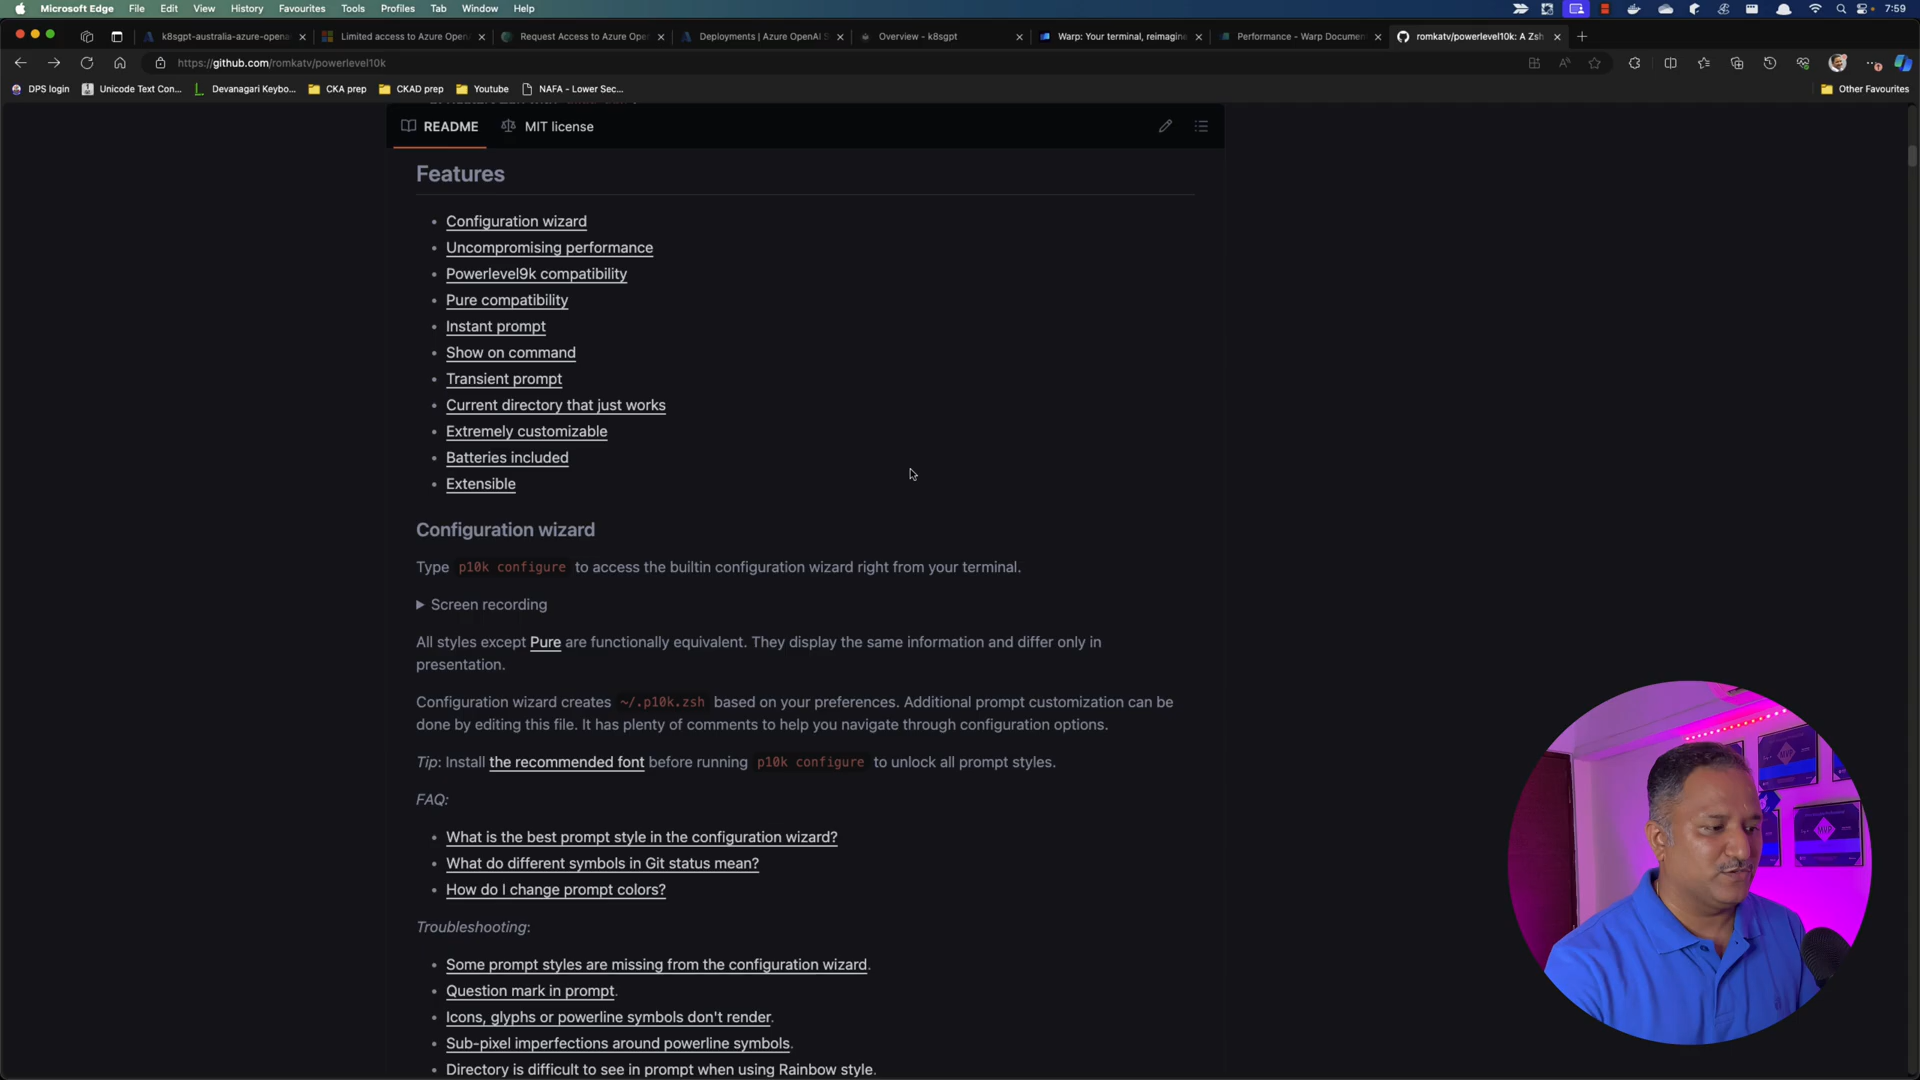 Microsoft Edge File Edit View History Favourites Tools Profiles Tab Window Help 7:59
k8sgpt-australia-azure-opena Limited access to Azure OpenA Request Access to Azure Open Deployments | Azure OpenAI S Overview - k8sgpt Warp: Your terminal, reimagine Performance - Warp Documen romkatv/powerlevel10k: A Zsh
https://github.com/romkatv/powerlevel10k
DPS login Unicode Text Con... Devanagari Keybo... CKA prep CKAD prep Youtube NAFA - Lower Sec... Other Favourites
README MIT license
Features
Configuration wizard
Uncompromising performance
Powerlevel9k compatibility
Pure compatibility
Instant prompt
Show on command
Transient prompt
Current directory that just works
Extremely customizable
Batteries included
Extensible
Configuration wizard
Type p10k configure to access the builtin configuration wizard right from your terminal.
Screen recording
All styles except Pure are functionally equivalent. They display the same information and differ only in
presentation.
Configuration wizard creates ~/.p10k.zsh based on your preferences. Additional prompt customization can be
done by editing this file. It has plenty of comments to help you navigate through configuration options.
Tip: Install the recommended font before running p10k configure to unlock all prompt styles.
FAQ:
What is the best prompt style in the configuration wizard?
What do different symbols in Git status mean?
How do I change prompt colors?
Troubleshooting:
Some prompt styles are missing from the configuration wizard.
Question mark in prompt.
Icons, glyphs or powerline symbols don't render.
Sub-pixel imperfections around powerline symbols.
Directory is difficult to see in prompt when using Rainbow style.